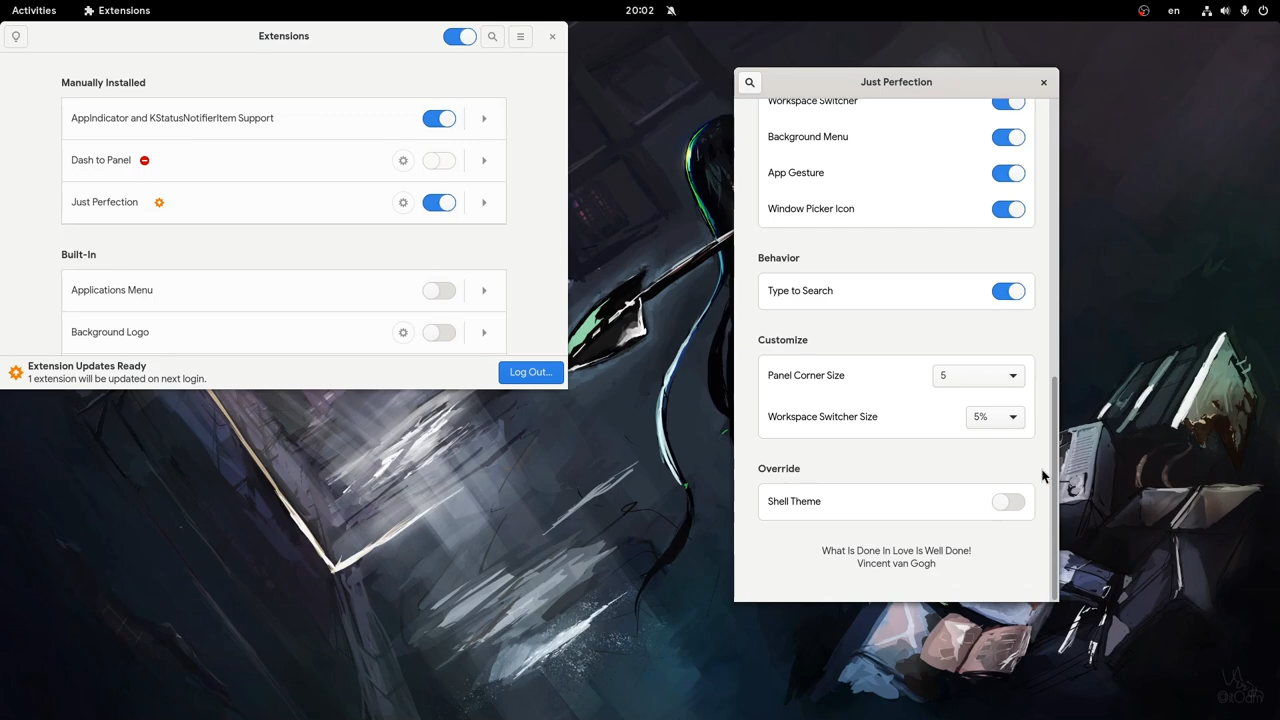 Activities
Extensions
20:02
en
Extensions
Manually Installed
AppIndicator and KStatusNotifierItem Support
Dash to Panel
Just Perfection
Built-In
Applications Menu
Background Logo
Extension Updates Ready
1 extension will be updated on next login.
Log Out...
Just Perfection
Workspace Switcher
Background Menu
App Gesture
Window Picker Icon
Behavior
Type to Search
Customize
Panel Corner Size
5
Workspace Switcher Size
5%
Override
Shell Theme
What Is Done In Love Is Well Done!
Vincent van Gogh